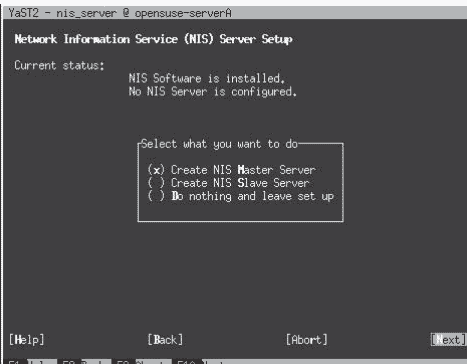 YaST2 - nis_server @ opensuse-serverA
Network Information Service (NIS) Server Setup
Current status:
NIS Software is installed.
No NIS Server is configured.
Select what you want to do
(x) Create NIS Master Server
( ) Create NIS Slave Server
( ) Do nothing and leave set up
[Help] [Back] [Abort] [Next]